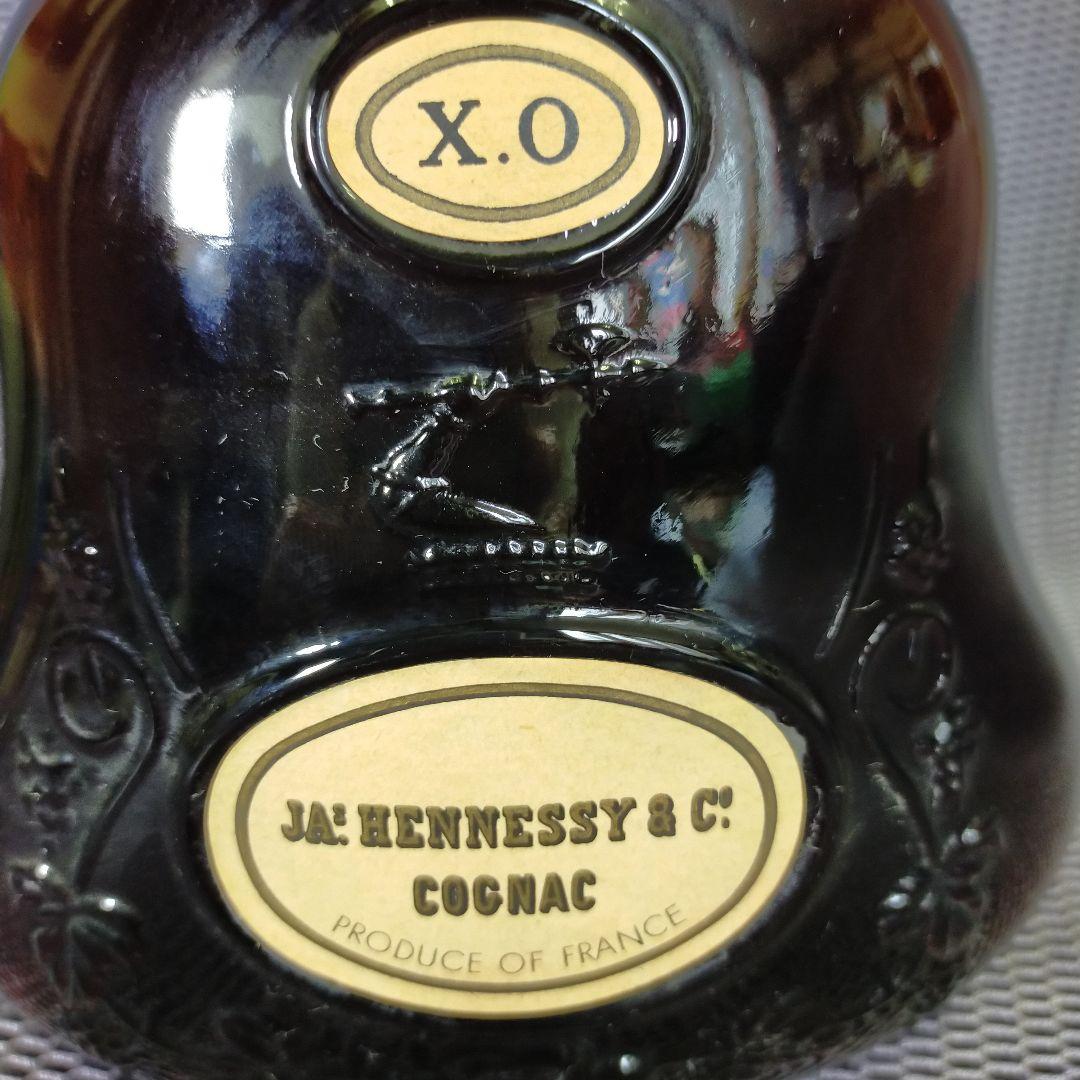 X.O
JAS. HENNESSY & CO.
COGNAC
PRODUCE OF FRANCE